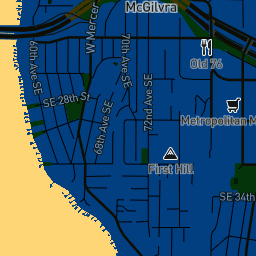 McGilvra
W Mercer
70th Ave SE
60th Ave SE
Old 76
SE 28th St
Metropolitan M
72nd Ave SE
68th Ave SE
First Hill
SE 34th